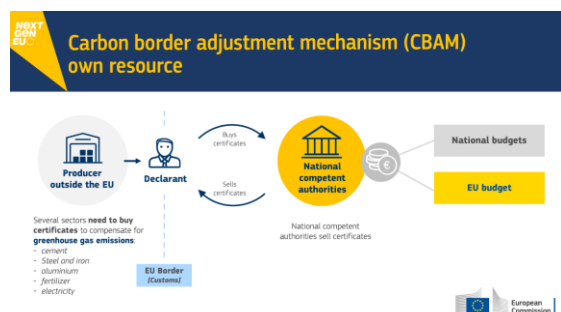 NEXT
GEN
EU
Carbon border adjustment mechanism (CBAM)
own resource
Producer
outside the EU
Declarant
Buys
certificates
Sells
certificates
National
competent
authorities
€
National budgets
EU budget
Several sectors need to buy
certificates to compensate for
greenhouse gas emissions:
- cement
- Steel and iron
- aluminium
- fertilizer
- electricity
EU Border
(Customs)
National competent
authorities sell certificates
European
Commission